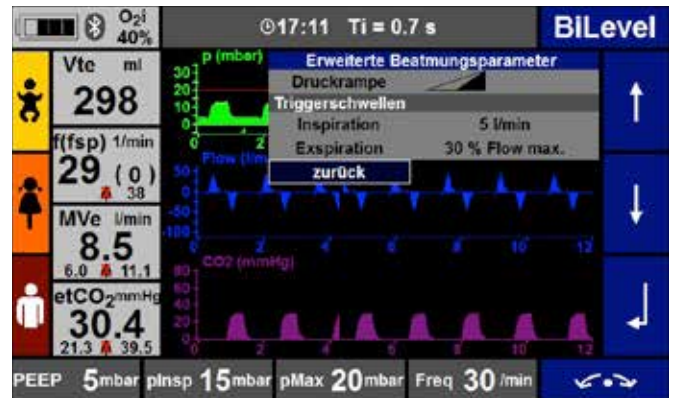 O2i
40%
17:11 Ti = 0.7 s
BiLevel
Vte ml
298
f(fsp) 1/min
29 (0)
38
MVe l/min
8.5
6.0 11.1
etCO2 mmHg
30.4
21.3 39.5
p (mbar)
30
20
10
0 2
Erweiterte Beatmungsparameter
Druckrampe
Triggerschwellen
Inspiration 5 l/min
Exspiration 30 % Flow max.
zurück
Flow (l/m
50
0
-50
-100
0 2 4 6 8 10 12
CO2 (mmHg)
60
40
20
0 2 4 6 8 10 12
PEEP 5 mbar pInsp 15 mbar pMax 20 mbar Freq 30 /min